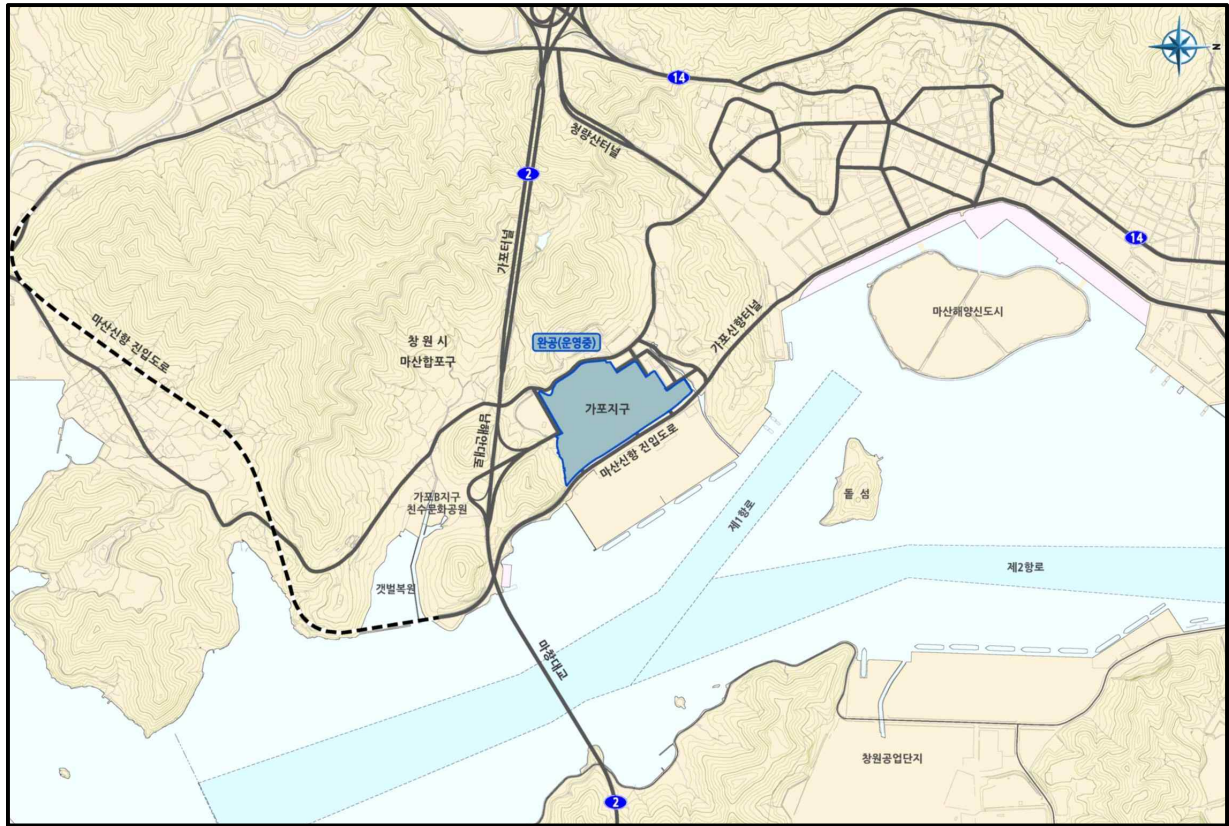 N
14
청량산터널
2
가포터널
14
마산해양신도시
가포신항터널
마산신항 진입도로
창 원 시
마산합포구
완공(운영중)
가포지구
남해안대로
마산신항 진입도로
가포B지구
친수문화공원
돝 섬
제1항로
제2항로
갯벌복원
마창대교
창원공업단지
2